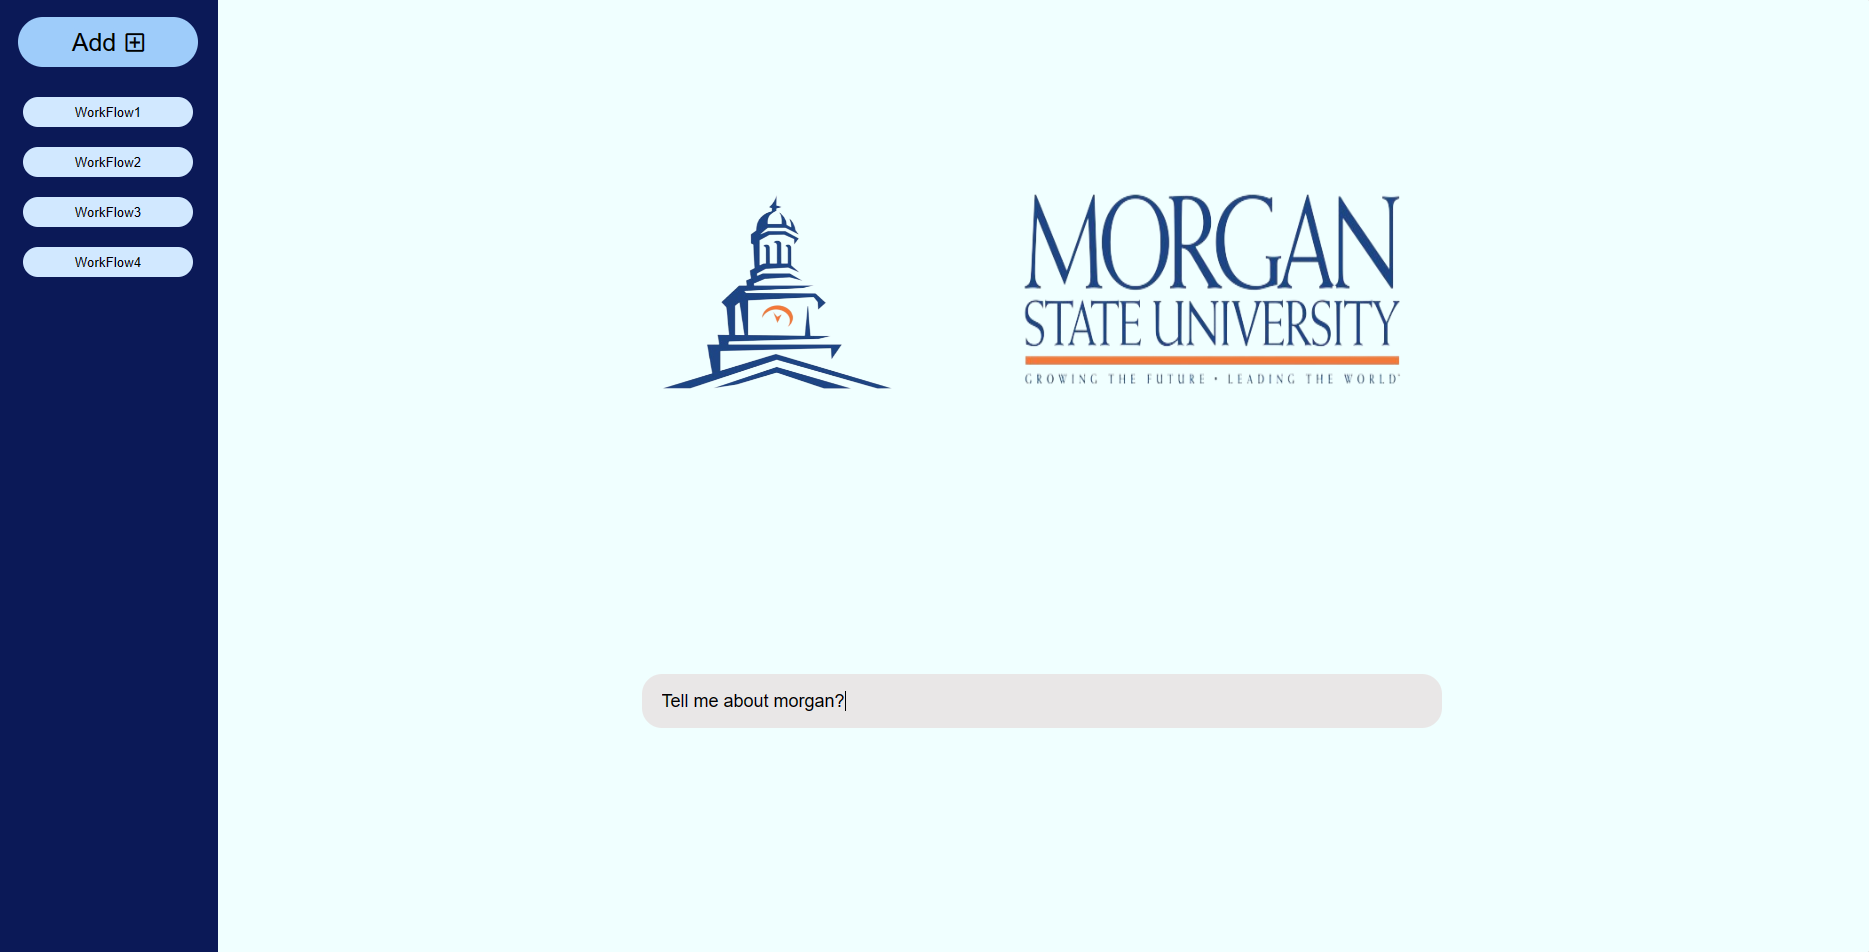 Add
WorkFlow1
WorkFlow2
WorkFlow3
WorkFlow4
MORGAN
STATE UNIVERSITY
GROWING THE FUTURE • LEADING THE WORLD
Tell me about morgan?